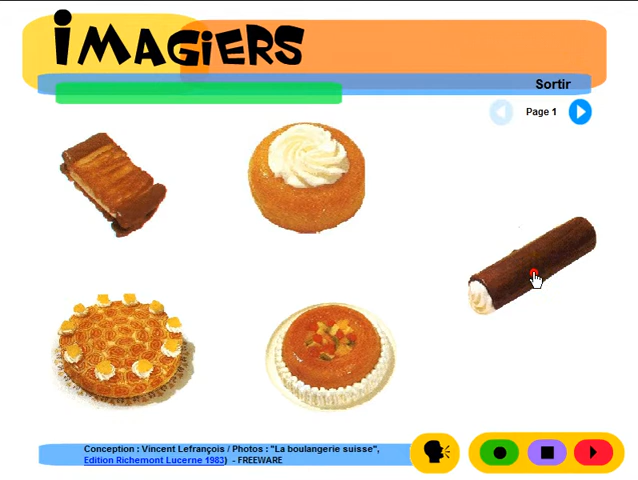 iMAGiERS
Sortir
Page 1
Conception : Vincent Lefrançois / Photos : "La boulangerie suisse",
Edition Richemont Lucerne 1983) - FREEWARE